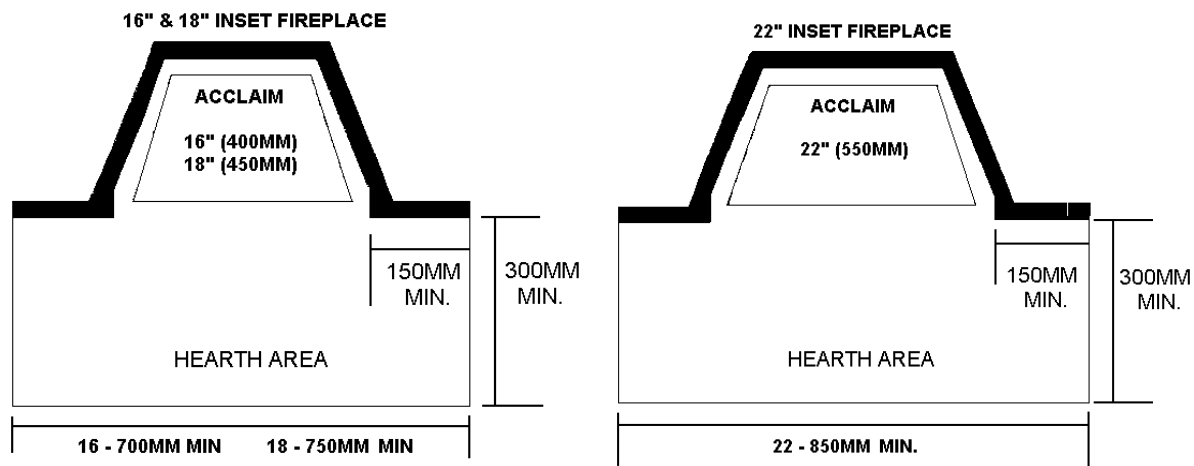 16" & 18" INSET FIREPLACE
ACCLAIM
16" (400MM)
18" (450MM)
150MM
MIN.
300MM
MIN.
HEARTH AREA
16 - 700MM MIN 18 - 750MM MIN
22" INSET FIREPLACE
ACCLAIM
22" (550MM)
150MM
MIN.
300MM
MIN.
HEARTH AREA
22 - 850MM MIN.